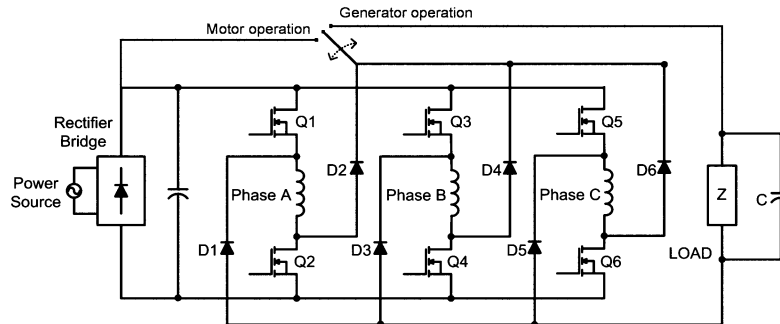 Generator operation
Motor operation
Rectifier
Bridge
Power
Source
Q1
Q3
Q5
D2
D4
D6
Phase A
Phase B
Phase C
Z
C
D1
D3
D5
Q2
Q4
Q6
LOAD